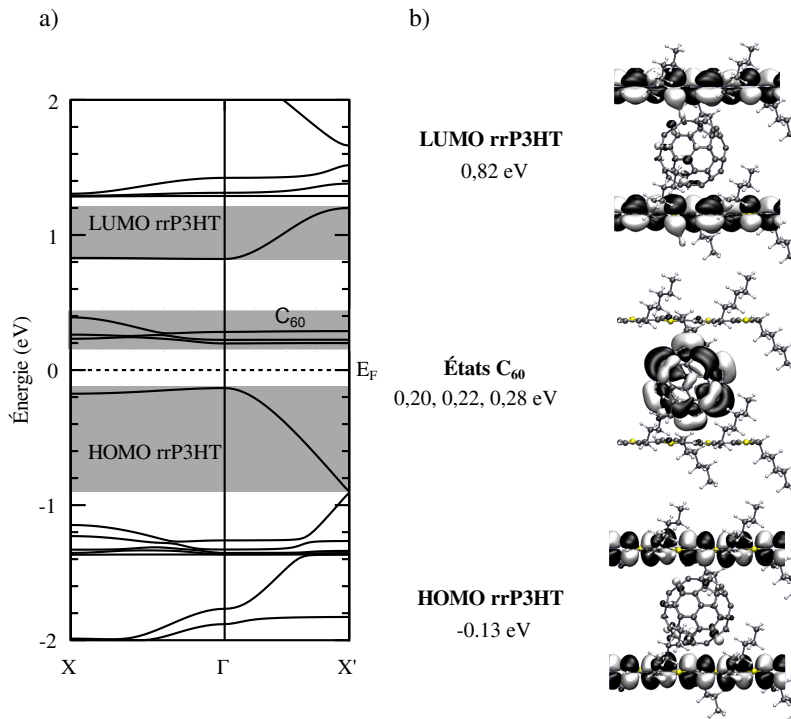 a)
b)
Énergie (eV)
2
1
0
-1
-2
LUMO rrP3HT
C₆₀
E_F
HOMO rrP3HT
X
Γ
X'
LUMO rrP3HT
0,82 eV
États C₆₀
0,20, 0,22, 0,28 eV
HOMO rrP3HT
-0.13 eV